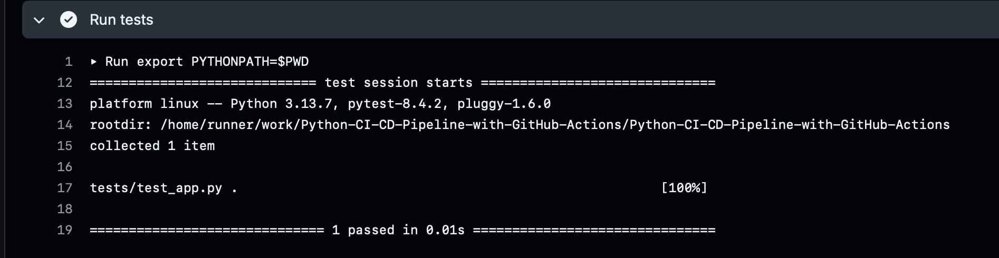 Run tests
1 ▸ Run export PYTHONPATH=$PWD
12 ============================= test session starts ==============================
13 platform linux -- Python 3.13.7, pytest-8.4.2, pluggy-1.6.0
14 rootdir: /home/runner/work/Python-CI-CD-Pipeline-with-GitHub-Actions/Python-CI-CD-Pipeline-with-GitHub-Actions
15 collected 1 item
16
17 tests/test_app.py .                                                      [100%]
18
19 ============================== 1 passed in 0.01s ===============================